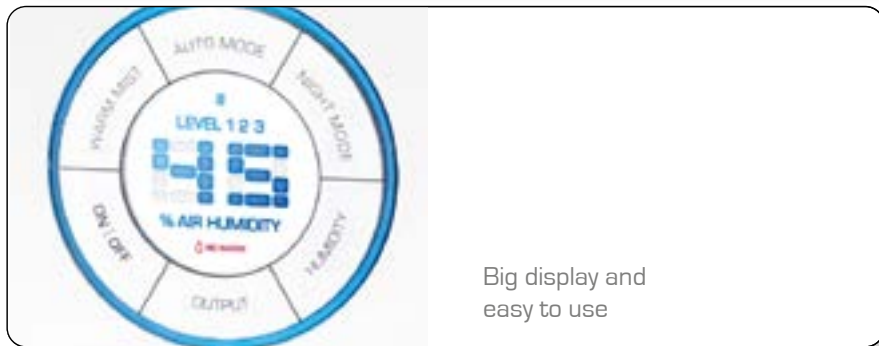 AUTO MODE
WARM MIST
NIGHT MODE
LEVEL 1 2 3
45
% AIR HUMIDITY
ON | OFF
HUMIDITY
OUTPUT
Big display and
easy to use